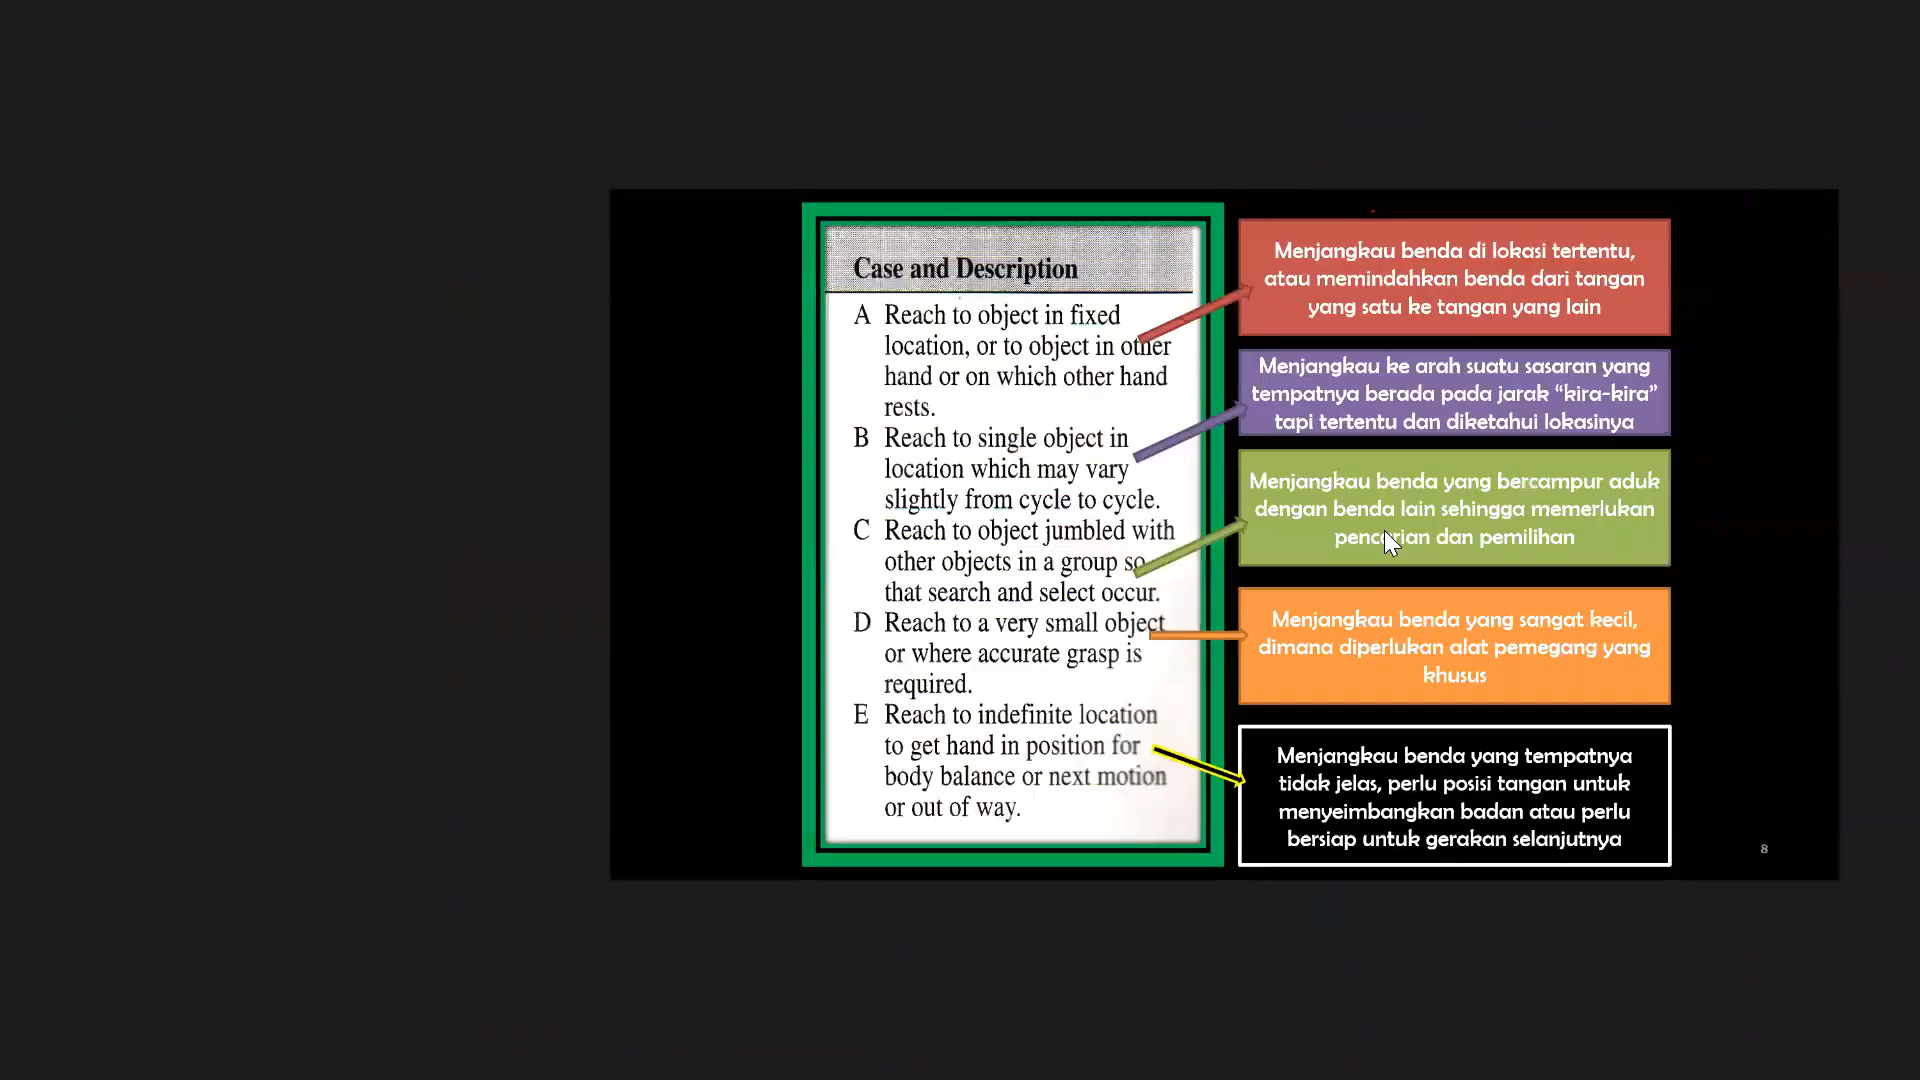 Case and Description
A Reach to object in fixed
location, or to object in other
hand or on which other hand
rests.
B Reach to single object in
location which may vary
slightly from cycle to cycle.
C Reach to object jumbled with
other objects in a group so
that search and select occur.
D Reach to a very small object
or where accurate grasp is
required.
E Reach to indefinite location
to get hand in position for
body balance or next motion
or out of way.
Menjangkau benda di lokasi tertentu,
atau memindahkan benda dari tangan
yang satu ke tangan yang lain
Menjangkau ke arah suatu sasaran yang
tempatnya berada pada jarak “kira-kira”
tapi tertentu dan diketahui lokasinya
Menjangkau benda yang bercampur aduk
dengan benda lain sehingga memerlukan
pencarian dan pemilihan
Menjangkau benda yang sangat kecil,
dimana diperlukan alat pemegang yang
khusus
Menjangkau benda yang tempatnya
tidak jelas, perlu posisi tangan untuk
menyeimbangkan badan atau perlu
bersiap untuk gerakan selanjutnya
8